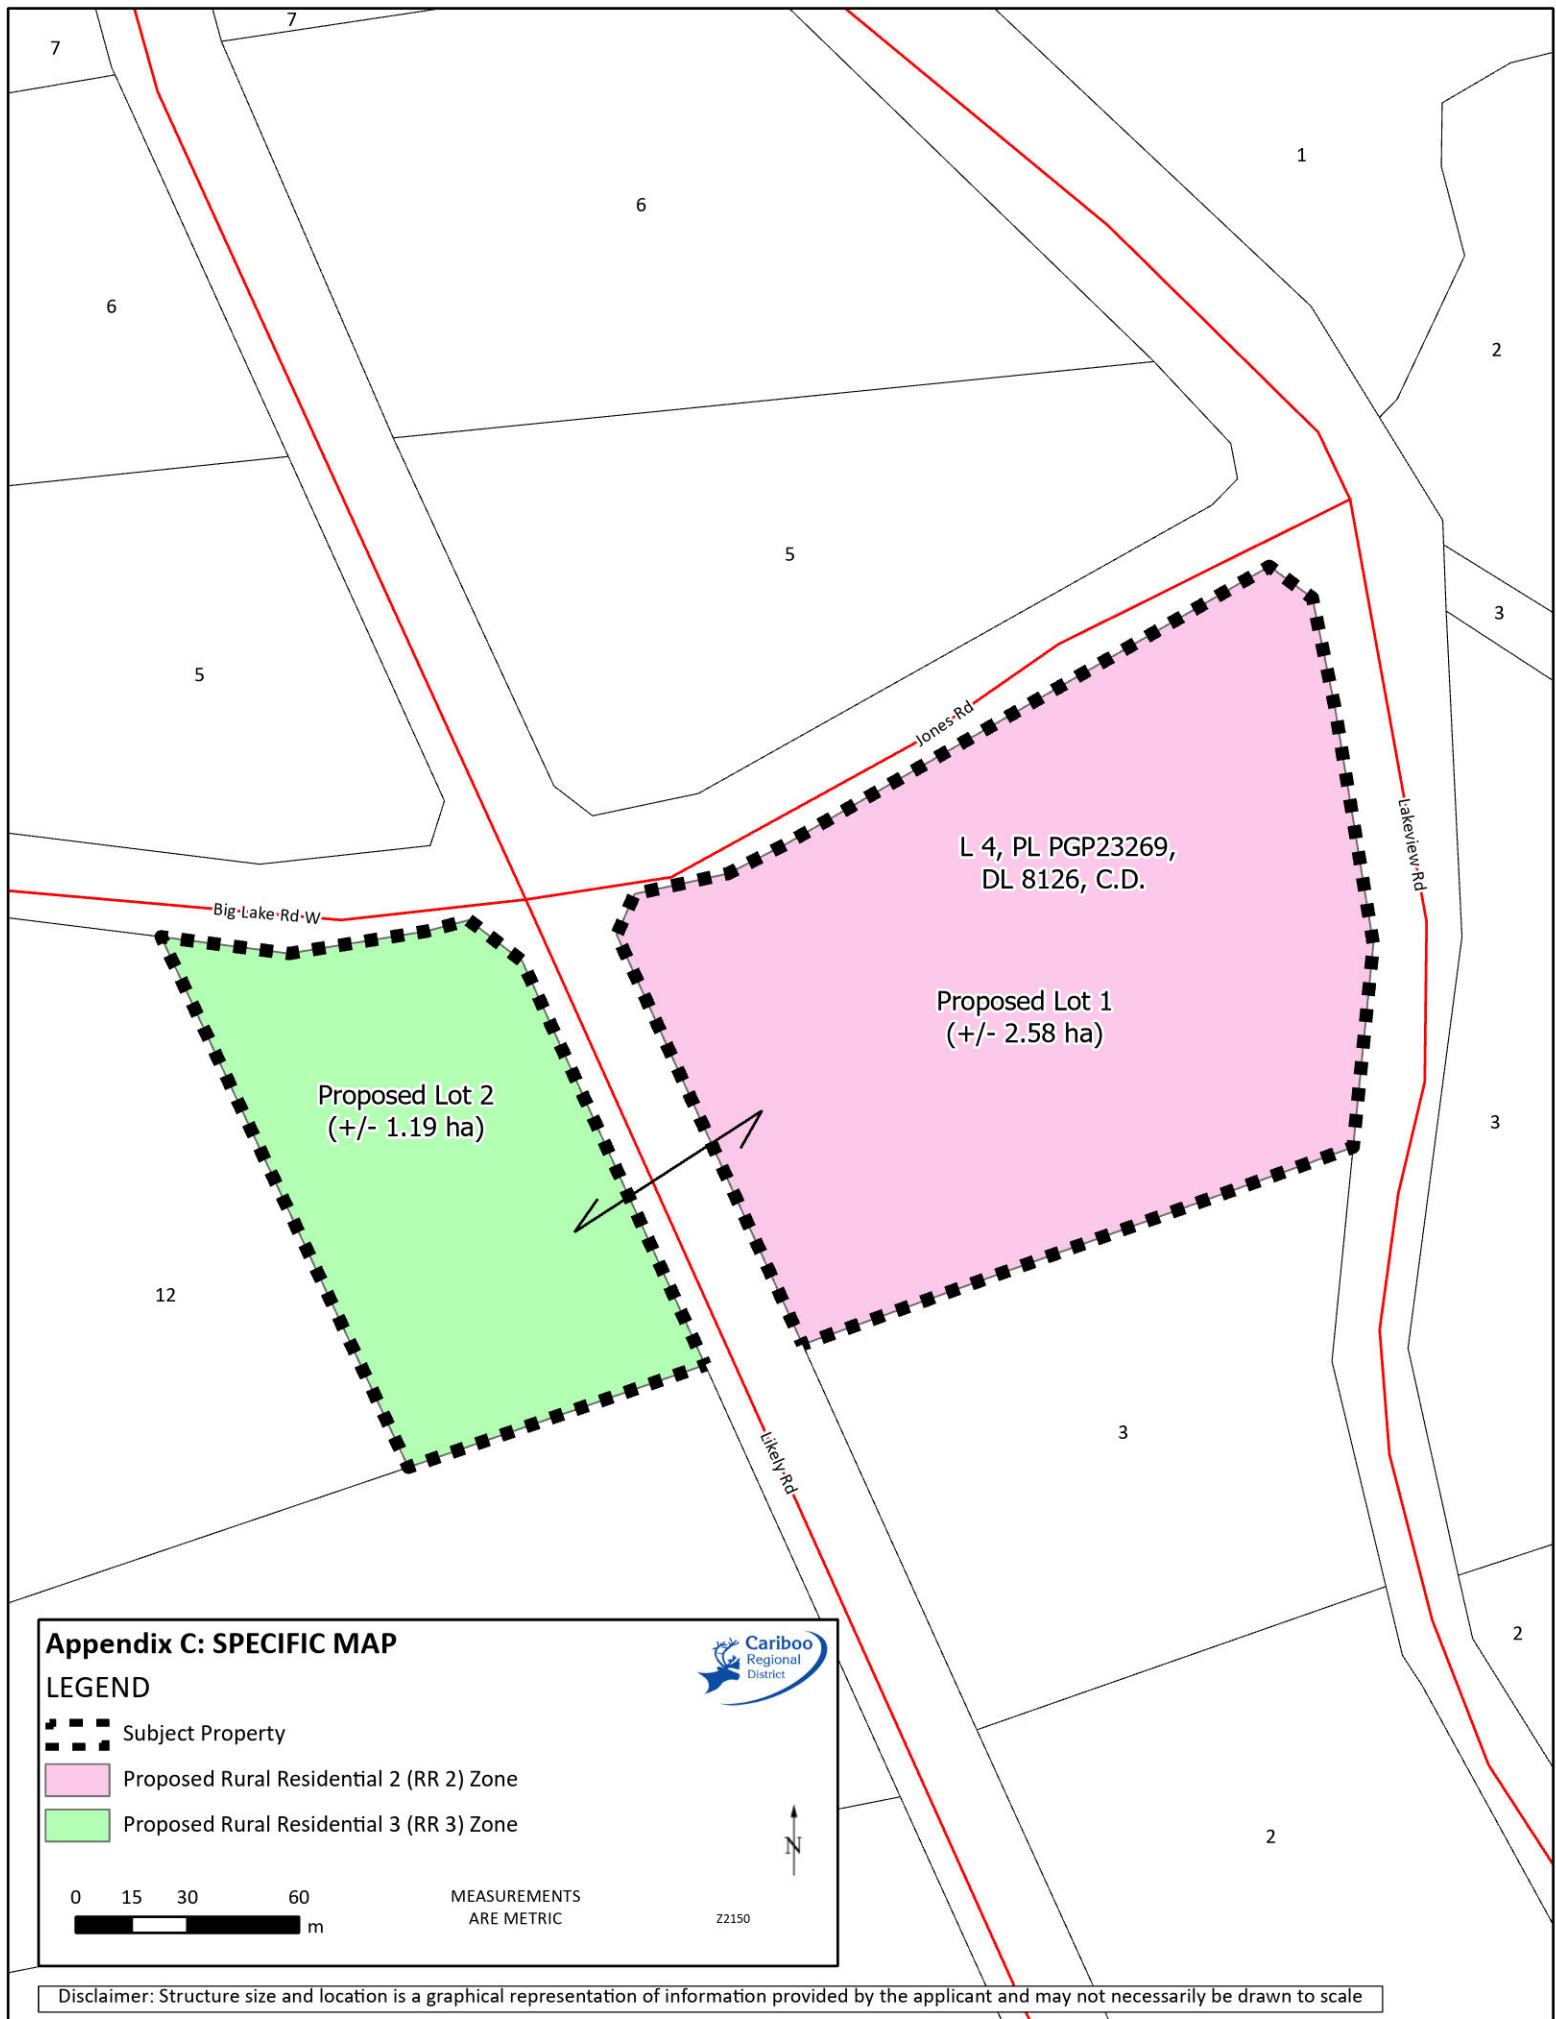 7
7
1
6
6
2
5
3
5
Jones Rd
Lakeview Rd
L 4, PL PGP23269,
DL 8126, C.D.
Big Lake Rd W
Proposed Lot 1
(+/- 2.58 ha)
Proposed Lot 2
(+/- 1.19 ha)
3
12
3
Likely Rd
2
2
Appendix C: SPECIFIC MAP
Cariboo
Regional
District
LEGEND
Subject Property
Proposed Rural Residential 2 (RR 2) Zone
Proposed Rural Residential 3 (RR 3) Zone
N
0 15 30 60
m
MEASUREMENTS
ARE METRIC
Z2150
Disclaimer: Structure size and location is a graphical representation of information provided by the applicant and may not necessarily be drawn to scale